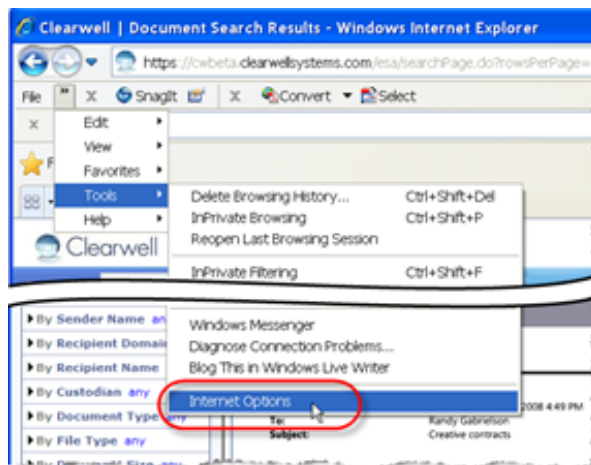 Clearwell | Document Search Results - Windows Internet Explorer
https://cwbeta.clearwellsystems.com/esa/searchPage.do?rowsPerPage=
File » X SnagIt X Convert Select
x Edit
View
F Favorites
Tools Delete Browsing History... Ctrl+Shift+Del
Help InPrivate Browsing Ctrl+Shift+P
Clearwell Reopen Last Browsing Session
InPrivate Filtering Ctrl+Shift+F
By Sender Name an Windows Messenger
By Recipient Domain Diagnose Connection Problems...
By Recipient Name Blog This in Windows Live Writer
By Custodian any Internet Options
2008 4:49 PM
By Document Type any To: Randy Gabrielson
By File Type any Subject: Creative contracts